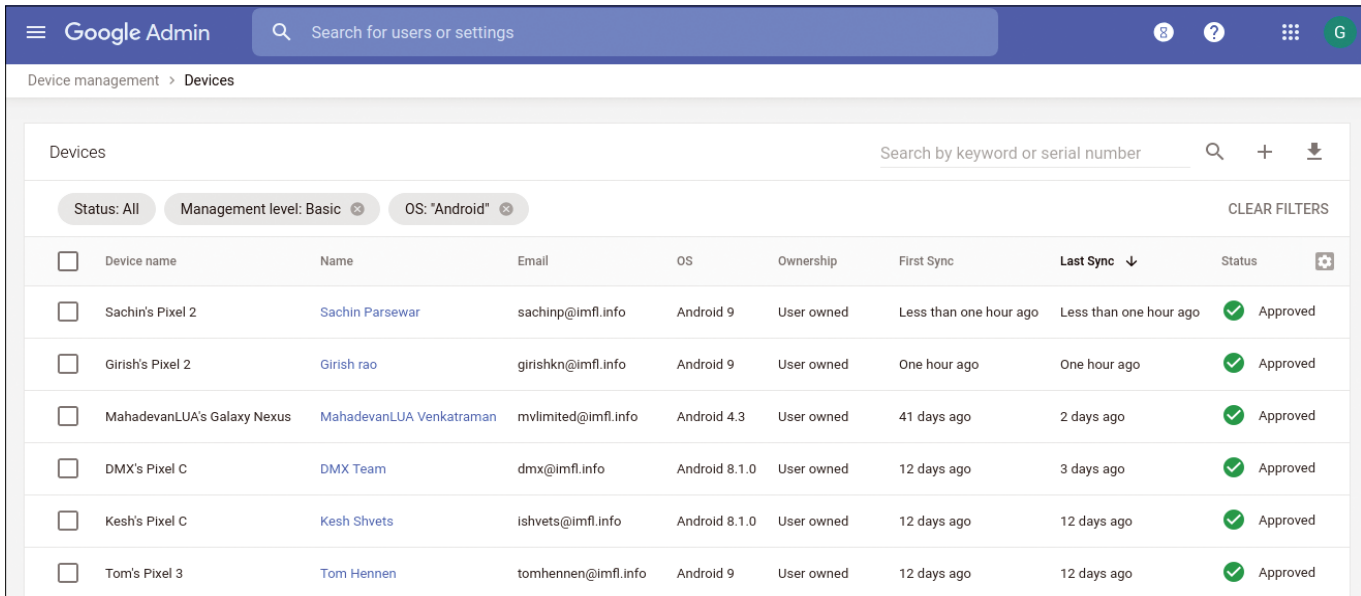 Google Admin Search for users or settings 8 ? G
Device management > Devices
Devices Search by keyword or serial number
Status: All Management level: Basic OS: "Android" CLEAR FILTERS
Device name Name Email OS Ownership First Sync Last Sync Status
Sachin's Pixel 2 Sachin Parsewar sachinp@imfl.info Android 9 User owned Less than one hour ago Less than one hour ago Approved
Girish's Pixel 2 Girish rao girishkn@imfl.info Android 9 User owned One hour ago One hour ago Approved
MahadevanLUA's Galaxy Nexus MahadevanLUA Venkatraman mvlimited@imfl.info Android 4.3 User owned 41 days ago 2 days ago Approved
DMX's Pixel C DMX Team dmx@imfl.info Android 8.1.0 User owned 12 days ago 3 days ago Approved
Kesh's Pixel C Kesh Shvets ishvets@imfl.info Android 8.1.0 User owned 12 days ago 12 days ago Approved
Tom's Pixel 3 Tom Hennen tomhennen@imfl.info Android 9 User owned 12 days ago 12 days ago Approved